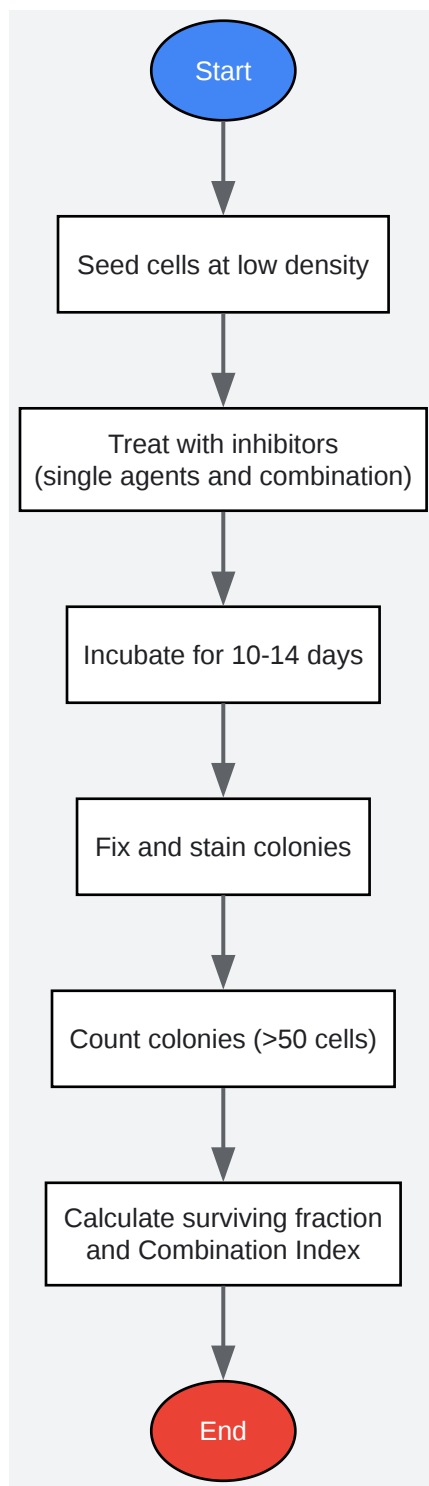 Start
Seed cells at low density
Treat with inhibitors
(single agents and combination)
Incubate for 10-14 days
Fix and stain colonies
Count colonies (>50 cells)
Calculate surviving fraction
and Combination Index
End